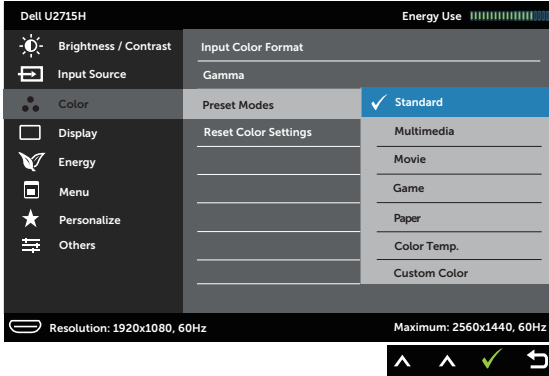 Dell U2715H Energy Use
Brightness / Contrast
Input Source
Color
Display
Energy
Menu
Personalize
Others
Input Color Format
Gamma
Preset Modes
Reset Color Settings
Standard
Multimedia
Movie
Game
Paper
Color Temp.
Custom Color
Resolution: 1920x1080, 60Hz Maximum: 2560x1440, 60Hz